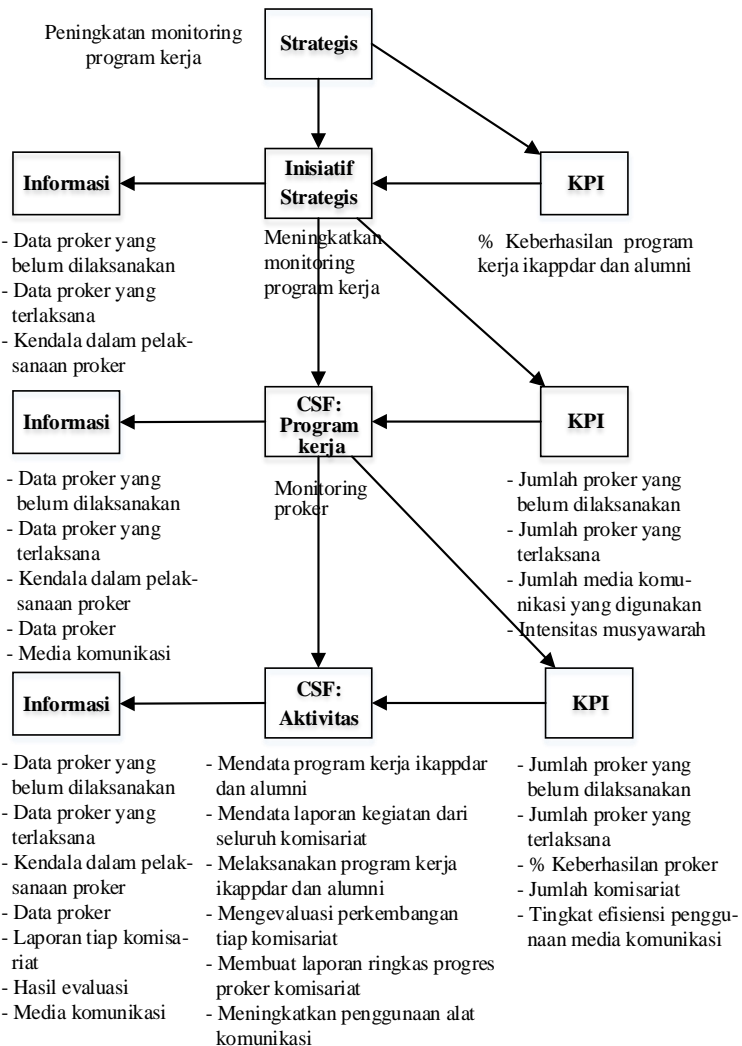 Peningkatan monitoring
program kerja
Strategis
Informasi
Inisiatif
Strategis
KPI
- Data proker yang
belum dilaksanakan
- Data proker yang
terlaksana
- Kendala dalam pelak-
sanaan proker
Meningkatkan
monitoring
program kerja
% Keberhasilan program
kerja ikappdar dan alumni
Informasi
CSF:
Program
kerja
KPI
- Data proker yang
belum dilaksanakan
- Data proker yang
terlaksana
- Kendala dalam pelak-
sanaan proker
- Data proker
- Media komunikasi
Monitoring
proker
- Jumlah proker yang
belum dilaksanakan
- Jumlah proker yang
terlaksana
- Jumlah media komu-
nikasi yang digunakan
- Intensitas musyawarah
Informasi
CSF:
Aktivitas
KPI
- Data proker yang
belum dilaksanakan
- Data proker yang
terlaksana
- Kendala dalam pelak-
sanaan proker
- Data proker
- Laporan tiap komisa-
riat
- Hasil evaluasi
- Media komunikasi
- Mendata program kerja ikappdar
dan alumni
- Mendata laporan kegiatan dari
seluruh komisariat
- Melaksanakan program kerja
ikappdar dan alumni
- Mengevaluasi perkembangan
tiap komisariat
- Membuat laporan ringkas progres
proker komisariat
- Meningkatkan penggunaan alat
komunikasi
- Jumlah proker yang
belum dilaksanakan
- Jumlah proker yang
terlaksana
- % Keberhasilan proker
- Jumlah komisariat
- Tingkat efisiensi penggu-
naan media komunikasi